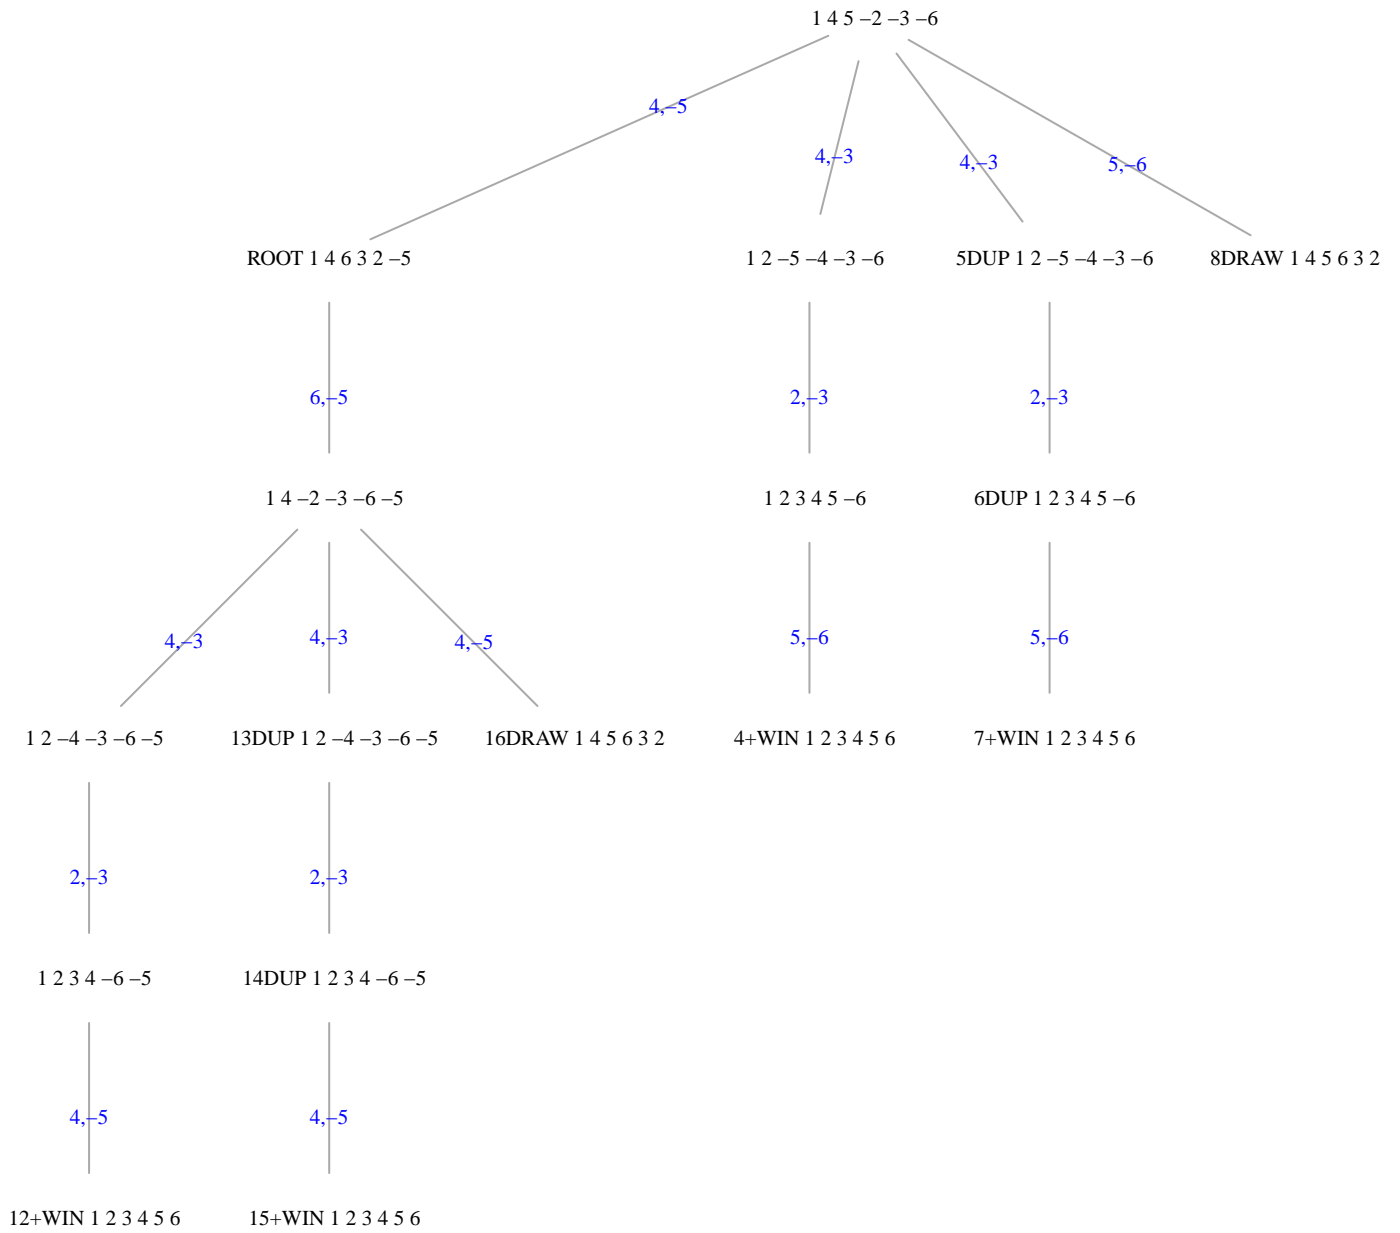 1 4 5 −2 −3 −6
4,−5
4,−3
4,−3
5,−6
ROOT 1 4 6 3 2 −5
1 2 −5 −4 −3 −6
5DUP 1 2 −5 −4 −3 −6
8DRAW 1 4 5 6 3 2
6,−5
2,−3
2,−3
1 4 −2 −3 −6 −5
1 2 3 4 5 −6
6DUP 1 2 3 4 5 −6
4,−3
4,−3
4,−5
5,−6
5,−6
1 2 −4 −3 −6 −5
13DUP 1 2 −4 −3 −6 −5
16DRAW 1 4 5 6 3 2
4+WIN 1 2 3 4 5 6
7+WIN 1 2 3 4 5 6
2,−3
2,−3
1 2 3 4 −6 −5
14DUP 1 2 3 4 −6 −5
4,−5
4,−5
12+WIN 1 2 3 4 5 6
15+WIN 1 2 3 4 5 6